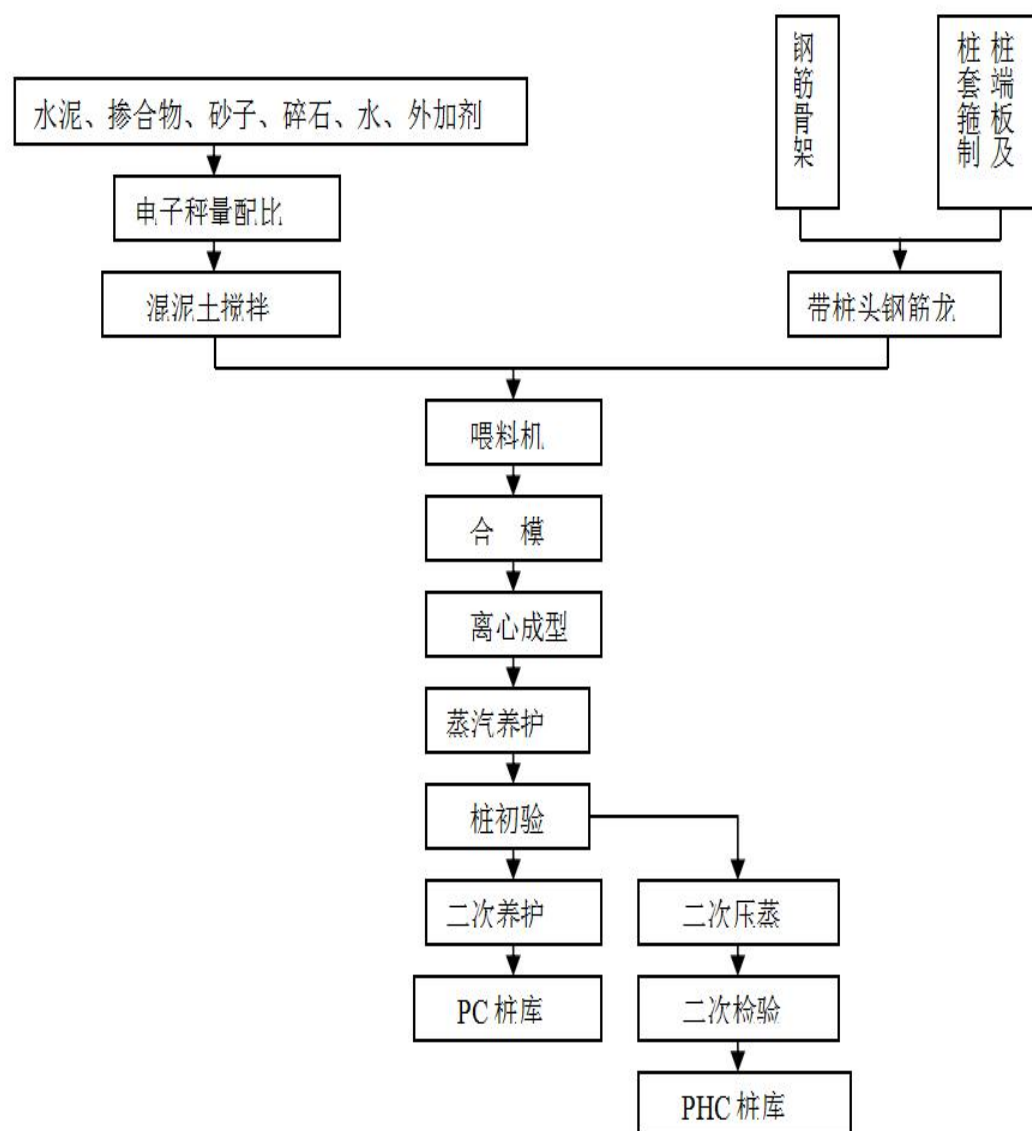 水泥、掺合物、砂子、碎石、水、外加剂
电子秤量配比
混泥土搅拌
钢筋骨架
桩端板及
桩套箍制
带桩头钢筋龙
喂料机
合 模
离心成型
蒸汽养护
桩初验
二次养护
二次压蒸
PC 桩库
二次检验
PHC 桩库